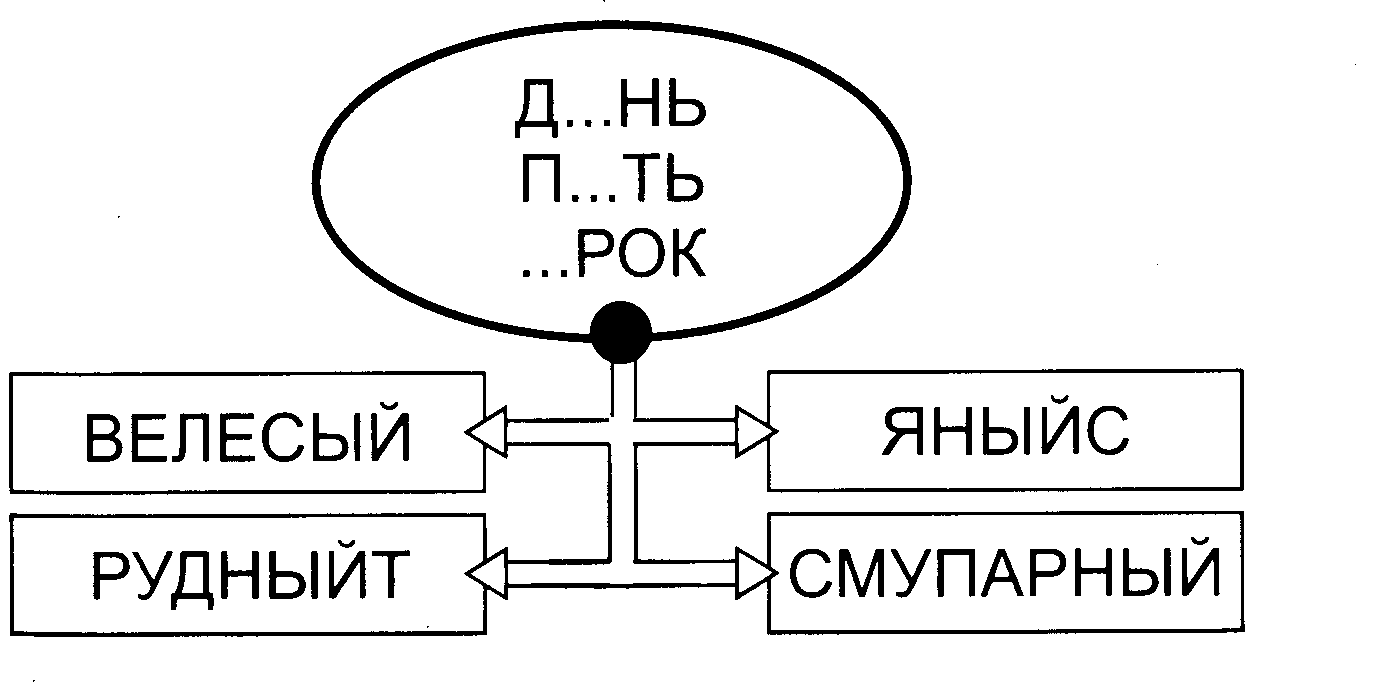 Д...НЬ
П...ТЬ
...РОК
ВЕЛЕСЫЙ
ЯНЫЙС
РУДНЫЙТ
СМУПАРНЫЙ